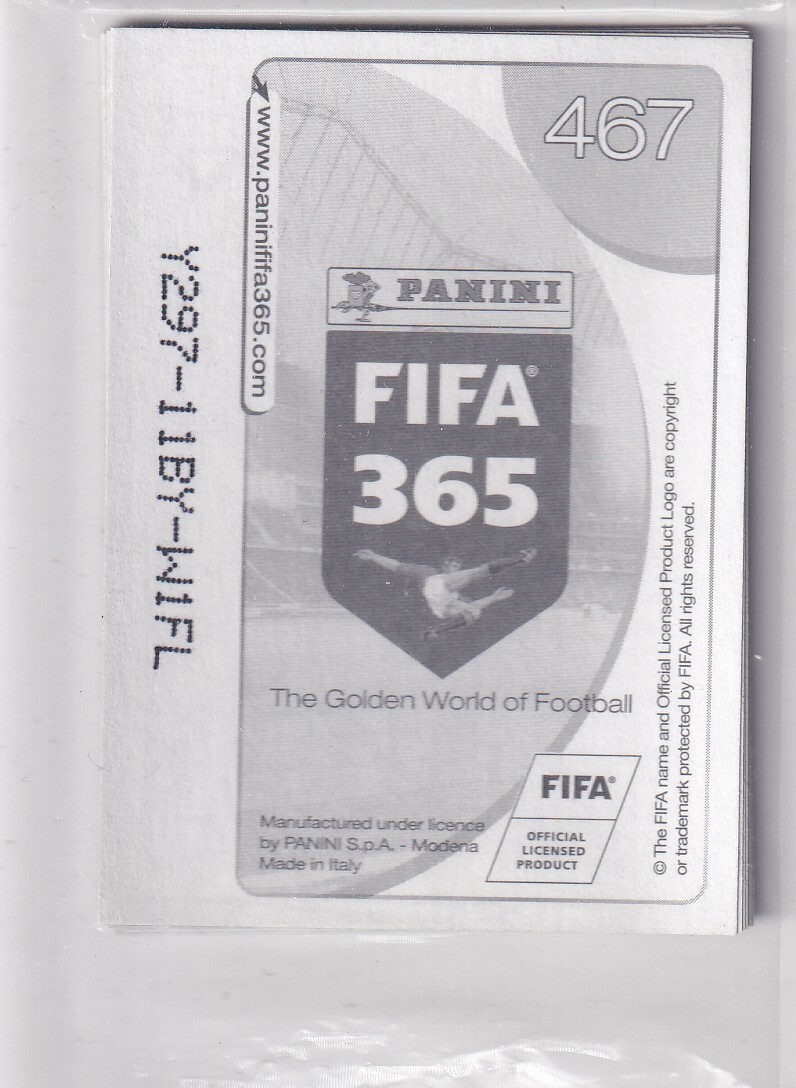 467
www.paninififa365.com
Y297-11BY-W1FL
PANINI
FIFA®
365
The Golden World of Football
Manufactured under licence
by PANINI S.p.A. - Modena
Made in Italy
FIFA®
OFFICIAL
LICENSED
PRODUCT
© The FIFA name and Official Licensed Product Logo are copyright
or trademark protected by FIFA. All rights reserved.